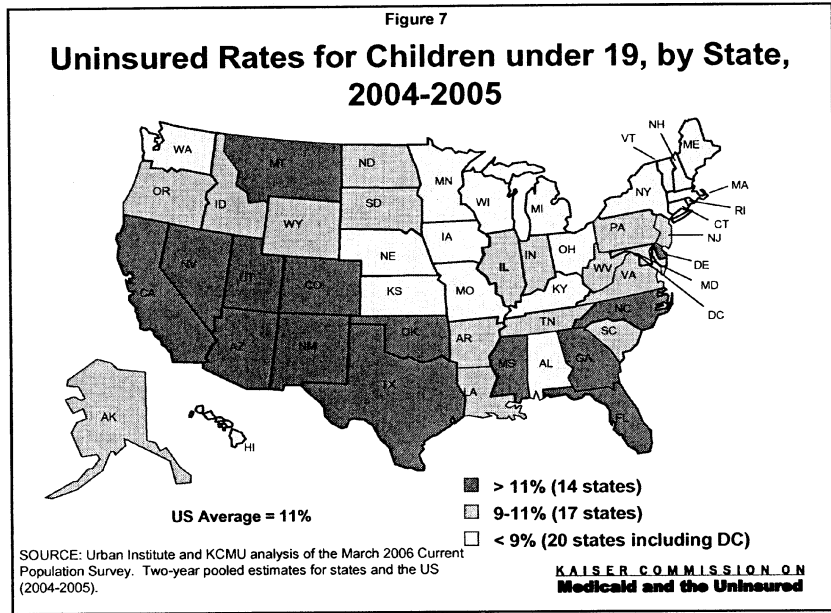 Figure 7
Uninsured Rates for Children under 19, by State,
2004-2005
WA
MT
ND
MN
VT
NH
ME
OR
ID
WY
SD
WI
MI
NY
MA
RI
CT
NJ
NE
IA
PA
OH
DE
MD
DC
NV
UT
CO
KS
MO
IL
IN
WV
VA
KY
CA
AZ
NM
OK
AR
TN
NC
SC
TX
LA
MS
AL
GA
FL
AK
HI
US Average = 11%
> 11% (14 states)
9-11% (17 states)
< 9% (20 states including DC)
SOURCE: Urban Institute and KCMU analysis of the March 2006 Current
Population Survey. Two-year pooled estimates for states and the US
(2004-2005).
KAISER COMMISSION ON
Medicaid and the Uninsured